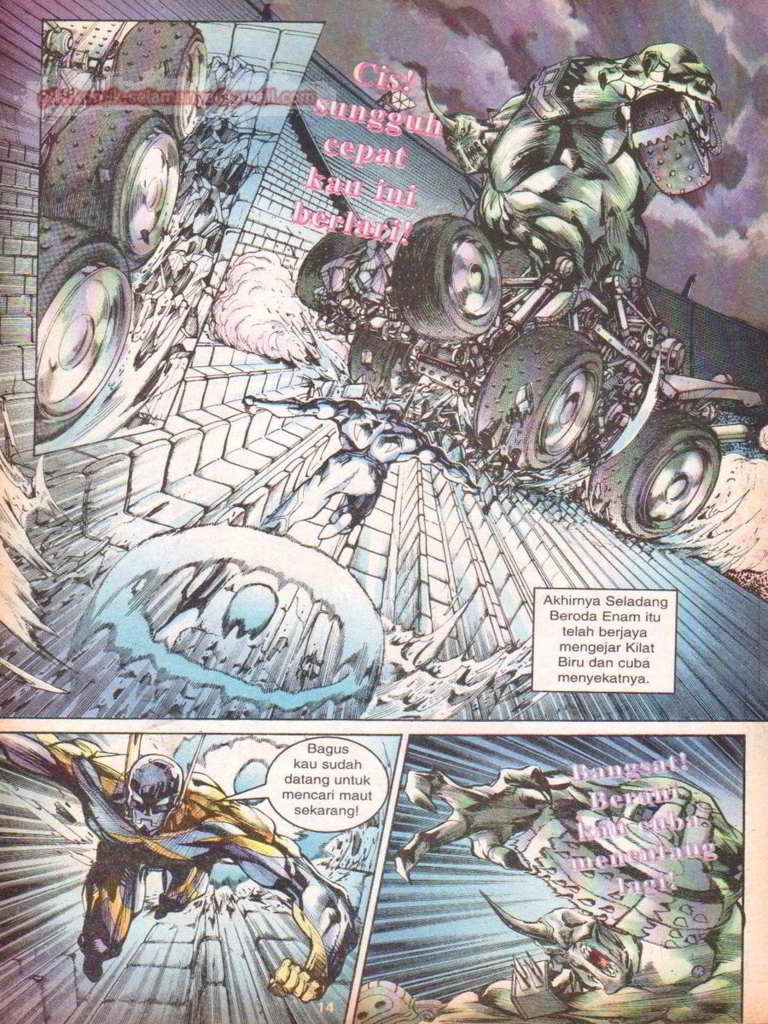 Cis!
sungguh
cepat
kau ini
berlari!
Akhirnya Seladang
Beroda Enam itu
telah berjaya
mengejar Kilat
Biru dan cuba
menyekatnya.
Bagus
kau sudah
datang untuk
mencari maut
sekarang!
Bangsat!
Berani
kau cuba
menentang
lagi!
14